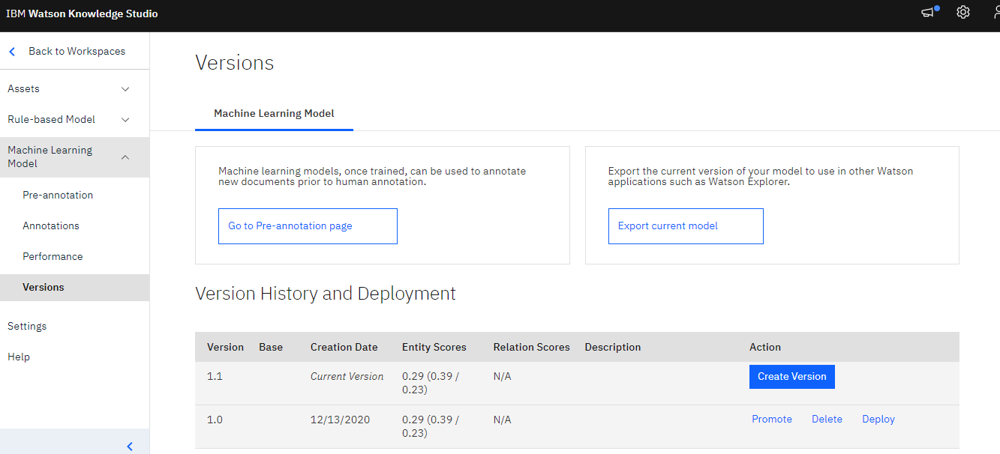 IBM Watson Knowledge Studio
Back to Workspaces
Assets
Rule-based Model
Machine Learning
Model
Pre-annotation
Annotations
Performance
Versions
Settings
Help
Versions
Machine Learning Model
Machine learning models, once trained, can be used to annotate
new documents prior to human annotation.
Go to Pre-annotation page
Export the current version of your model to use in other Watson
applications such as Watson Explorer.
Export current model
Version History and Deployment
Version Base Creation Date Entity Scores Relation Scores Description Action
1.1 Current Version 0.29 (0.39 / N/A Create Version
0.23)
1.0 12/13/2020 0.29 (0.39 / N/A Promote Delete Deploy
0.23)